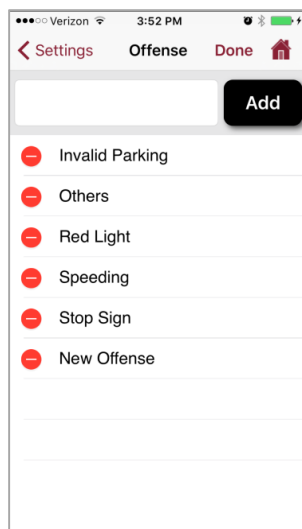 Verizon 3:52 PM
Settings Offense Done
Add
Invalid Parking
Others
Red Light
Speeding
Stop Sign
New Offense